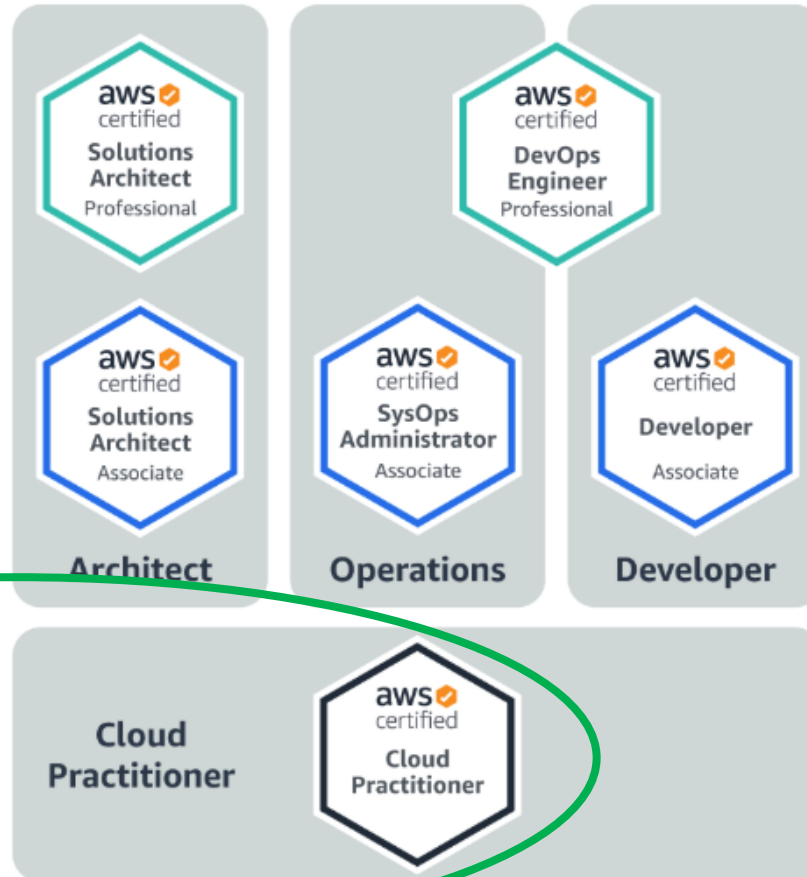 aws
certified
Solutions
Architect
Professional
aws
certified
DevOps
Engineer
Professional
aws
certified
Solutions
Architect
Associate
aws
certified
SysOps
Administrator
Associate
aws
certified
Developer
Associate
Architect
Operations
Developer
Cloud
Practitioner
aws
certified
Cloud
Practitioner